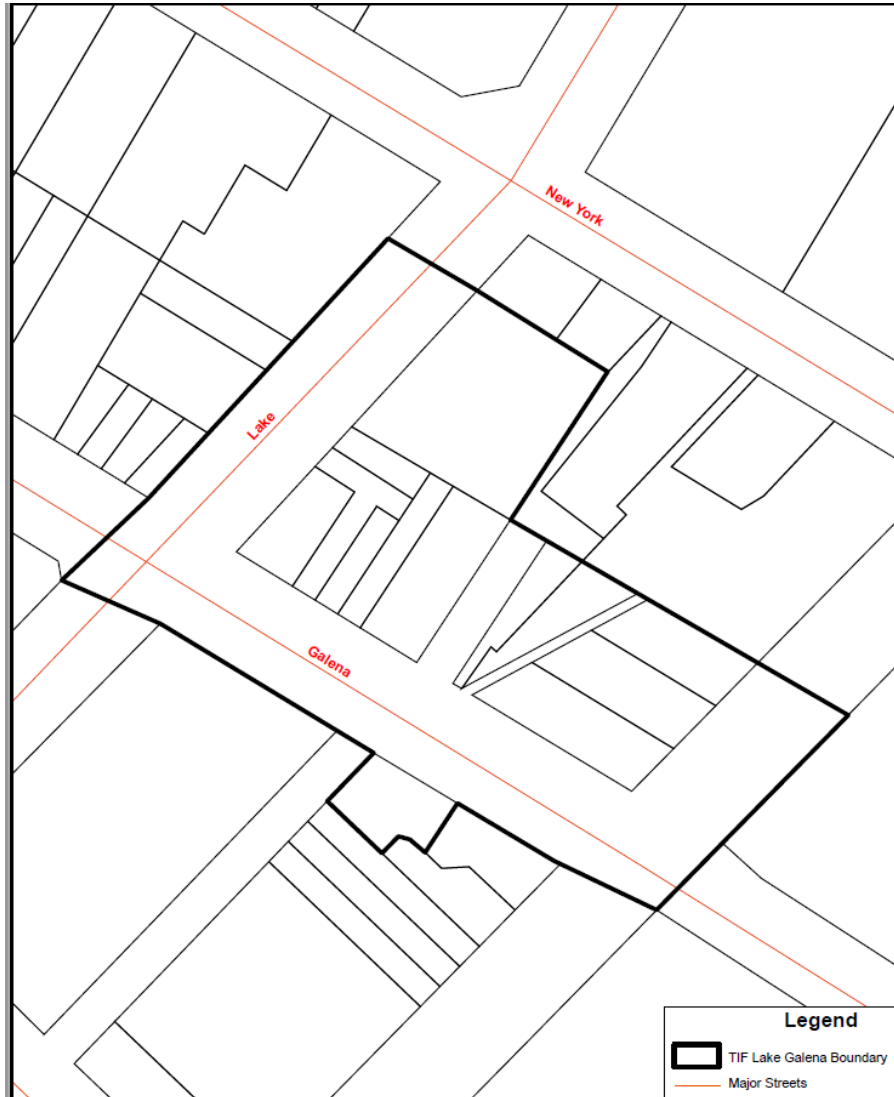 New York
Lake
Galena
Legend
TIF Lake Galena Boundary
Major Streets